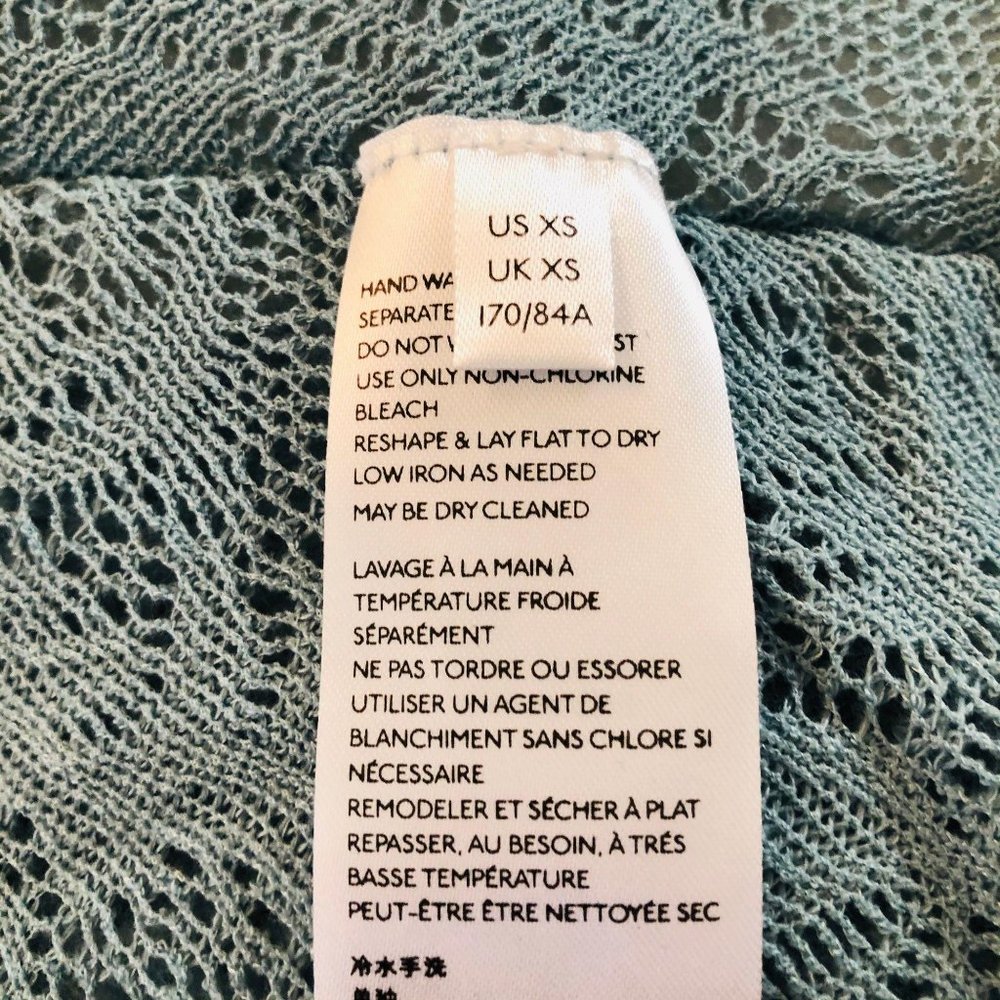 US XS
UK XS
170/84A
HAND WA
SEPARATE
DO NOT ST
USE ONLY NON-CHLORINE
BLEACH
RESHAPE & LAY FLAT TO DRY
LOW IRON AS NEEDED
MAY BE DRY CLEANED
LAVAGE À LA MAIN À
TEMPÉRATURE FROIDE
SÉPARÉMENT
NE PAS TORDRE OU ESSORER
UTILISER UN AGENT DE
BLANCHIMENT SANS CHLORE SI
NÉCESSAIRE
REMODELER ET SÉCHER À PLAT
REPASSER, AU BESOIN, À TRÉS
BASSE TEMPÉRATURE
PEUT-ÊTRE ÊTRE NETTOYÉE SEC
冷水手洗